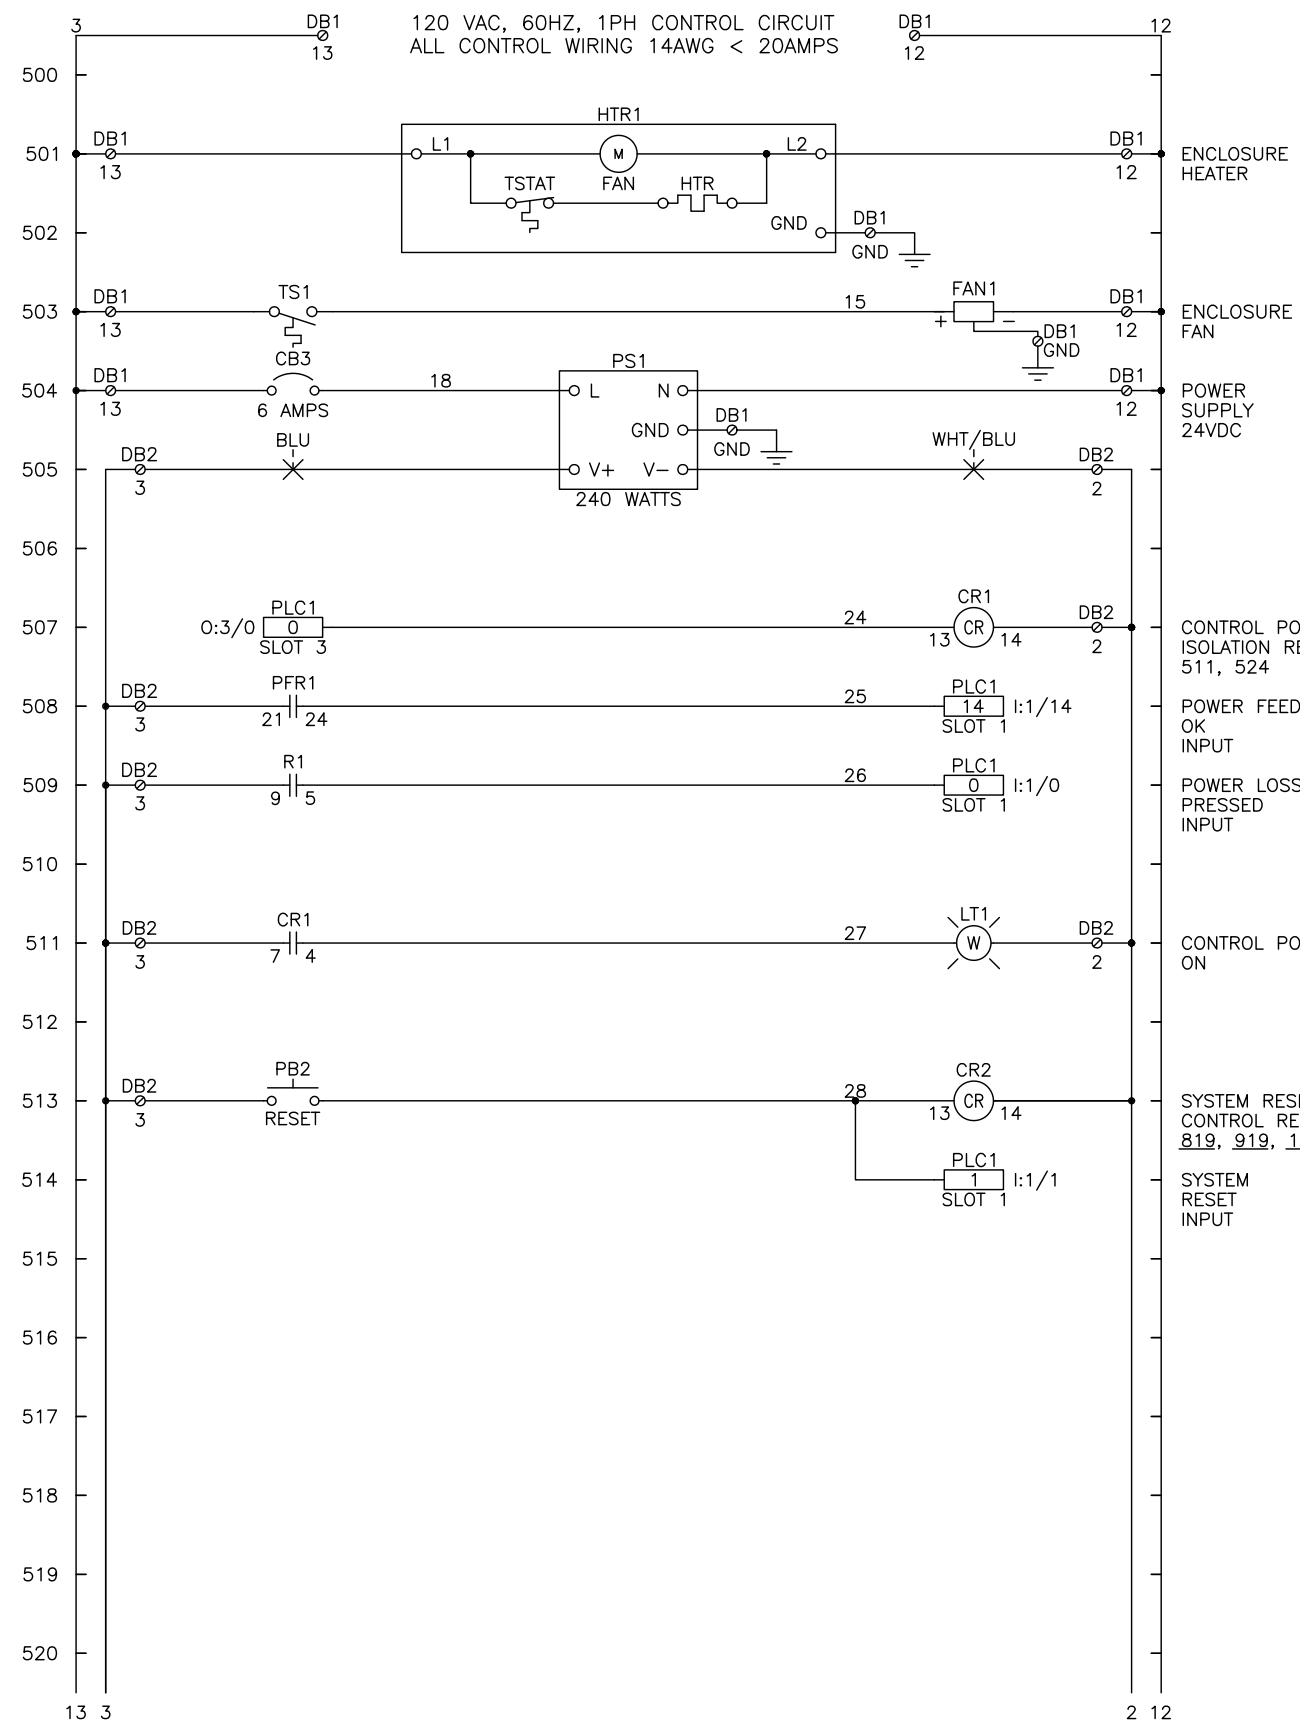 3 DB1 120 VAC, 60HZ, 1PH CONTROL CIRCUIT DB1 12
13 ALL CONTROL WIRING 14AWG < 20AMPS 12
500
HTR1
501 DB1 L1 M L2 DB1 ENCLOSURE
13 TSTAT FAN HTR 12 HEATER
502 GND DB1
GND
503 DB1 TS1 15 FAN1 DB1 ENCLOSURE
13 + - 12 FAN
DB1
GND
CB3 PS1
504 DB1 18 L N DB1 POWER
13 6 AMPS 12 SUPPLY
GND DB1 24VDC
GND
BLU WHT/BLU
505 DB2 V+ V- DB2
3 240 WATTS 2
506
PLC1 CR1
507 O:3/0 0 24 13 CR 14 DB2 CONTROL
SLOT 3 2 ISOLATION
511, 524
DB2 PFR1 PLC1
508 25 14 I:1/14 POWER FEED
3 21 24 SLOT 1 OK
INPUT
DB2 R1 PLC1
509 26 0 I:1/0 POWER LOSS
3 9 5 SLOT 1 PRESSED
INPUT
510
DB2 CR1 LT1 DB2
511 27 W CONTROL
3 7 4 2 ON
512
DB2 PB2 CR2
513 28 13 CR 14 SYSTEM
3 RESET CONTROL
819, 919,
PLC1
514 1 I:1/1 SYSTEM
SLOT 1 RESET
INPUT
515
516
517
518
519
520
13 3 2 12